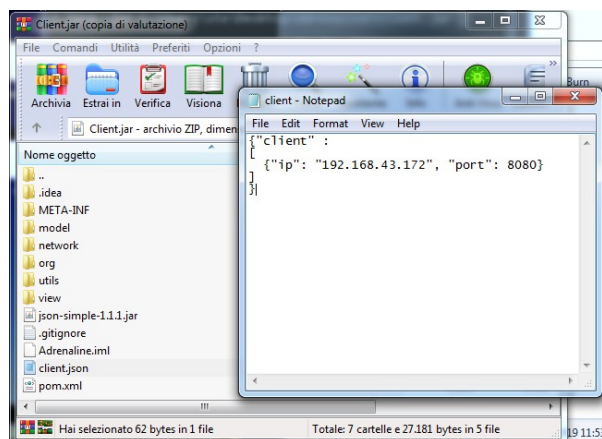 Client.jar (copia di valutazione)
File Comandi Utilità Preferiti Opzioni ?
Archivia Estrai in Verifica Visiona
Burn
Client.jar - archivio ZIP, dimen
Nome oggetto
..
.idea
META-INF
model
network
org
utils
view
json-simple-1.1.1.jar
.gitignore
Adrenaline.iml
client.json
pom.xml
Hai selezionato 62 bytes in 1 file
Totale: 7 cartelle e 27.181 bytes in 5 file
client - Notepad
File Edit Format View Help
{"client" :
[
{"ip": "192.168.43.172", "port": 8080}
]
}